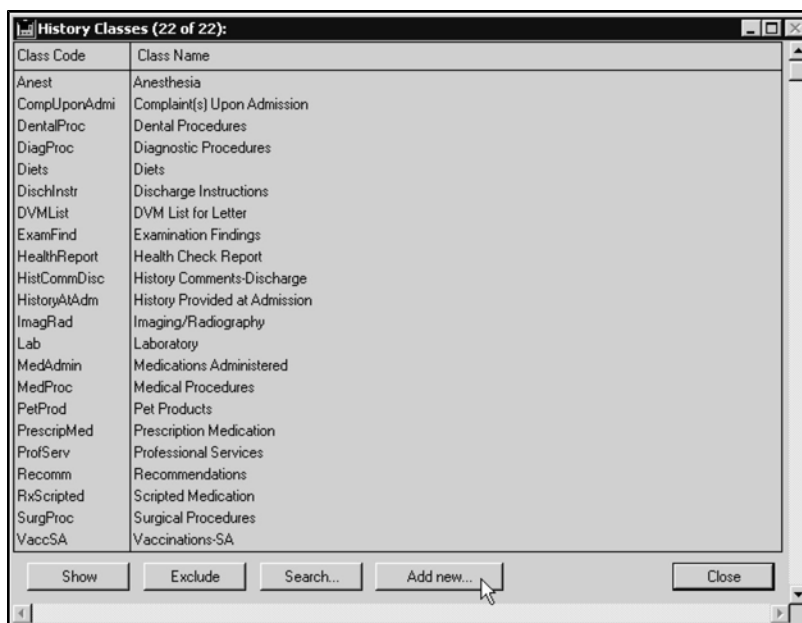 History Classes (22 of 22):
Class Code Class Name
Anest Anesthesia
CompUponAdmi Complaint(s) Upon Admission
DentalProc Dental Procedures
DiagProc Diagnostic Procedures
Diets Diets
DischInstr Discharge Instructions
DVMList DVM List for Letter
ExamFind Examination Findings
HealthReport Health Check Report
HistCommDisc History Comments-Discharge
HistoryAtAdm History Provided at Admission
ImagRad Imaging/Radiography
Lab Laboratory
MedAdmin Medications Administered
MedProc Medical Procedures
PetProd Pet Products
PrescripMed Prescription Medication
ProfServ Professional Services
Recomm Recommendations
RxScripted Scripted Medication
SurgProc Surgical Procedures
VaccSA Vaccinations-SA
Show Exclude Search... Add new... Close